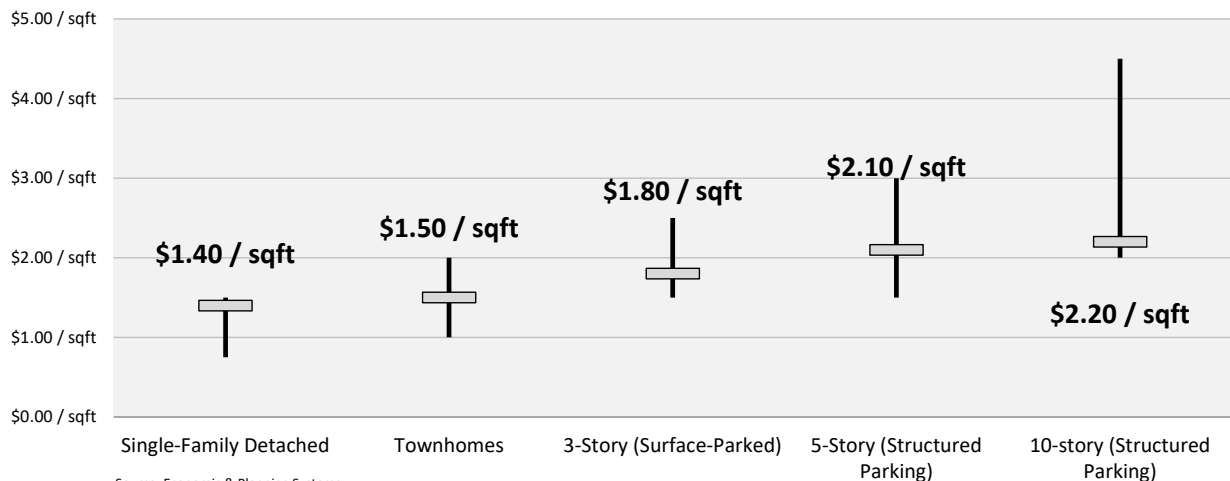 $5.00 / sqft
$4.00 / sqft
$3.00 / sqft
$2.00 / sqft
$1.00 / sqft
$0.00 / sqft
$1.40 / sqft
$1.50 / sqft
$1.80 / sqft
$2.10 / sqft
$2.20 / sqft
Single-Family Detached
Townhomes
3-Story (Surface-Parked)
5-Story (Structured
Parking)
10-story (Structured
Parking)